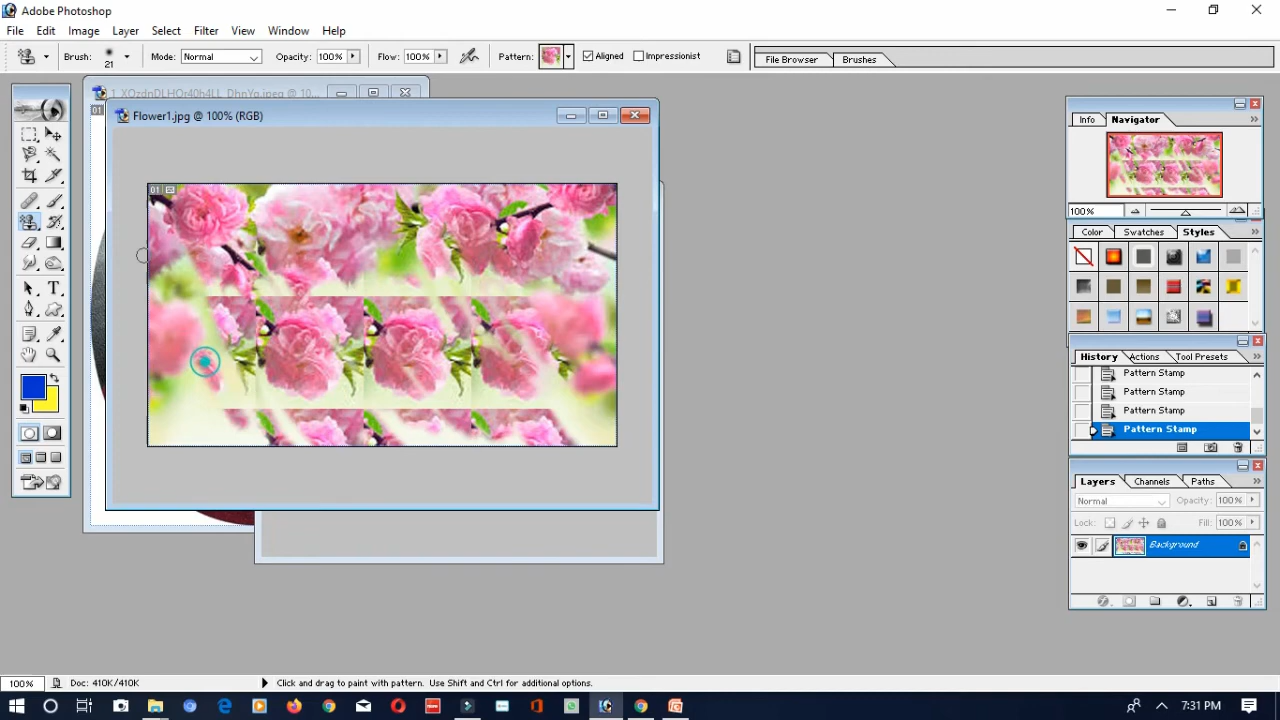 Adobe Photoshop
File Edit Image Layer Select Filter View Window Help
Brush: 21 Mode: Normal Opacity: 100% Flow: 100% Pattern: Aligned Impressionist File Browser Brushes
Flower1.jpg @ 100% (RGB)
01
01
Info Navigator
100%
Color Swatches Styles
History Actions Tool Presets
Pattern Stamp
Pattern Stamp
Pattern Stamp
Pattern Stamp
Layers Channels Paths
Normal Opacity: 100%
Lock: Fill: 100%
Background
100% Doc: 410K/410K Click and drag to paint with pattern. Use Shift and Ctrl for additional options.
7:31 PM